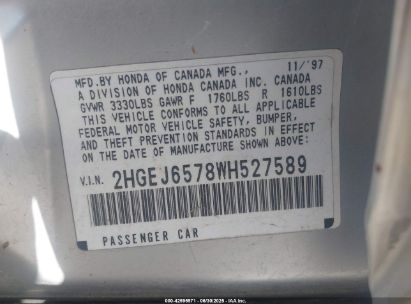 MFD.BY HONDA OF CANADA MFG., 11/'97
A DIVISION OF HONDA CANADA INC. CANADA
GVWR 3330LBS GAWR F 1760LBS R 1610LBS
THIS VEHICLE CONFORMS TO ALL APPLICABLE
FEDERAL MOTOR VEHICLE SAFETY, BUMPER,
AND THEFT PREVENTION STANDARDS IN EFFECT
ON THE DATE OF MANUFACTURE SHOWN ABOVE.
V.I.N. 2HGEJ6578WH527589
PASSENGER CAR